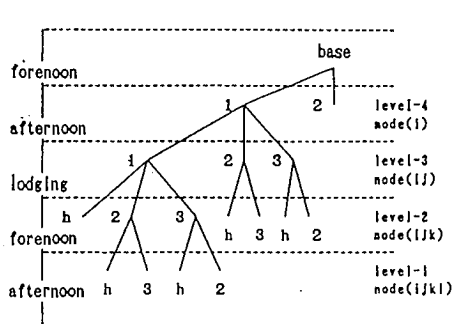 base
forenoon
1 2 level-4
node(i)
afternoon
1 2 3 level-3
node(ij)
lodging
h 2 3 h 3 h 2 level-2
node(ijk)
forenoon
level-1
afternoon h 3 h 2 node(ijkl)